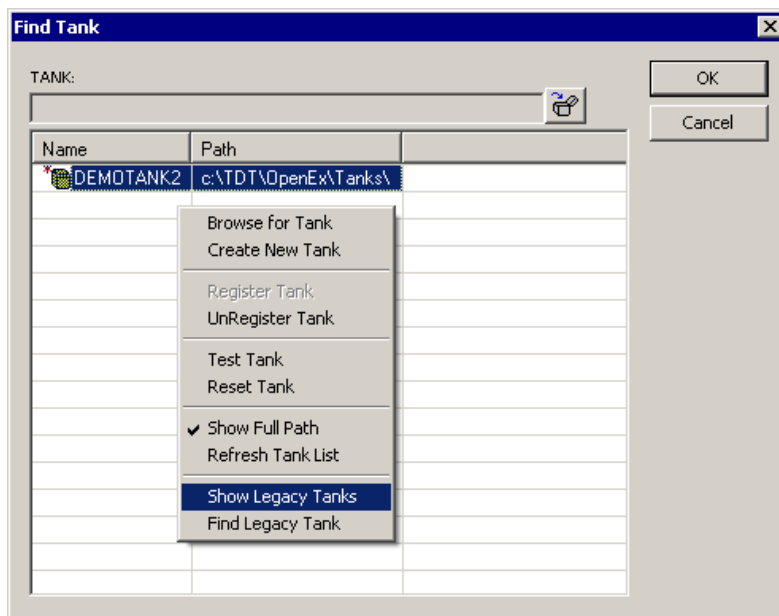 Find Tank
TANK:
OK
Cancel
Name Path
DEMOTANK2 c:\TDT\OpenEx\Tanks\
Browse for Tank
Create New Tank
Register Tank
UnRegister Tank
Test Tank
Reset Tank
Show Full Path
Refresh Tank List
Show Legacy Tanks
Find Legacy Tank